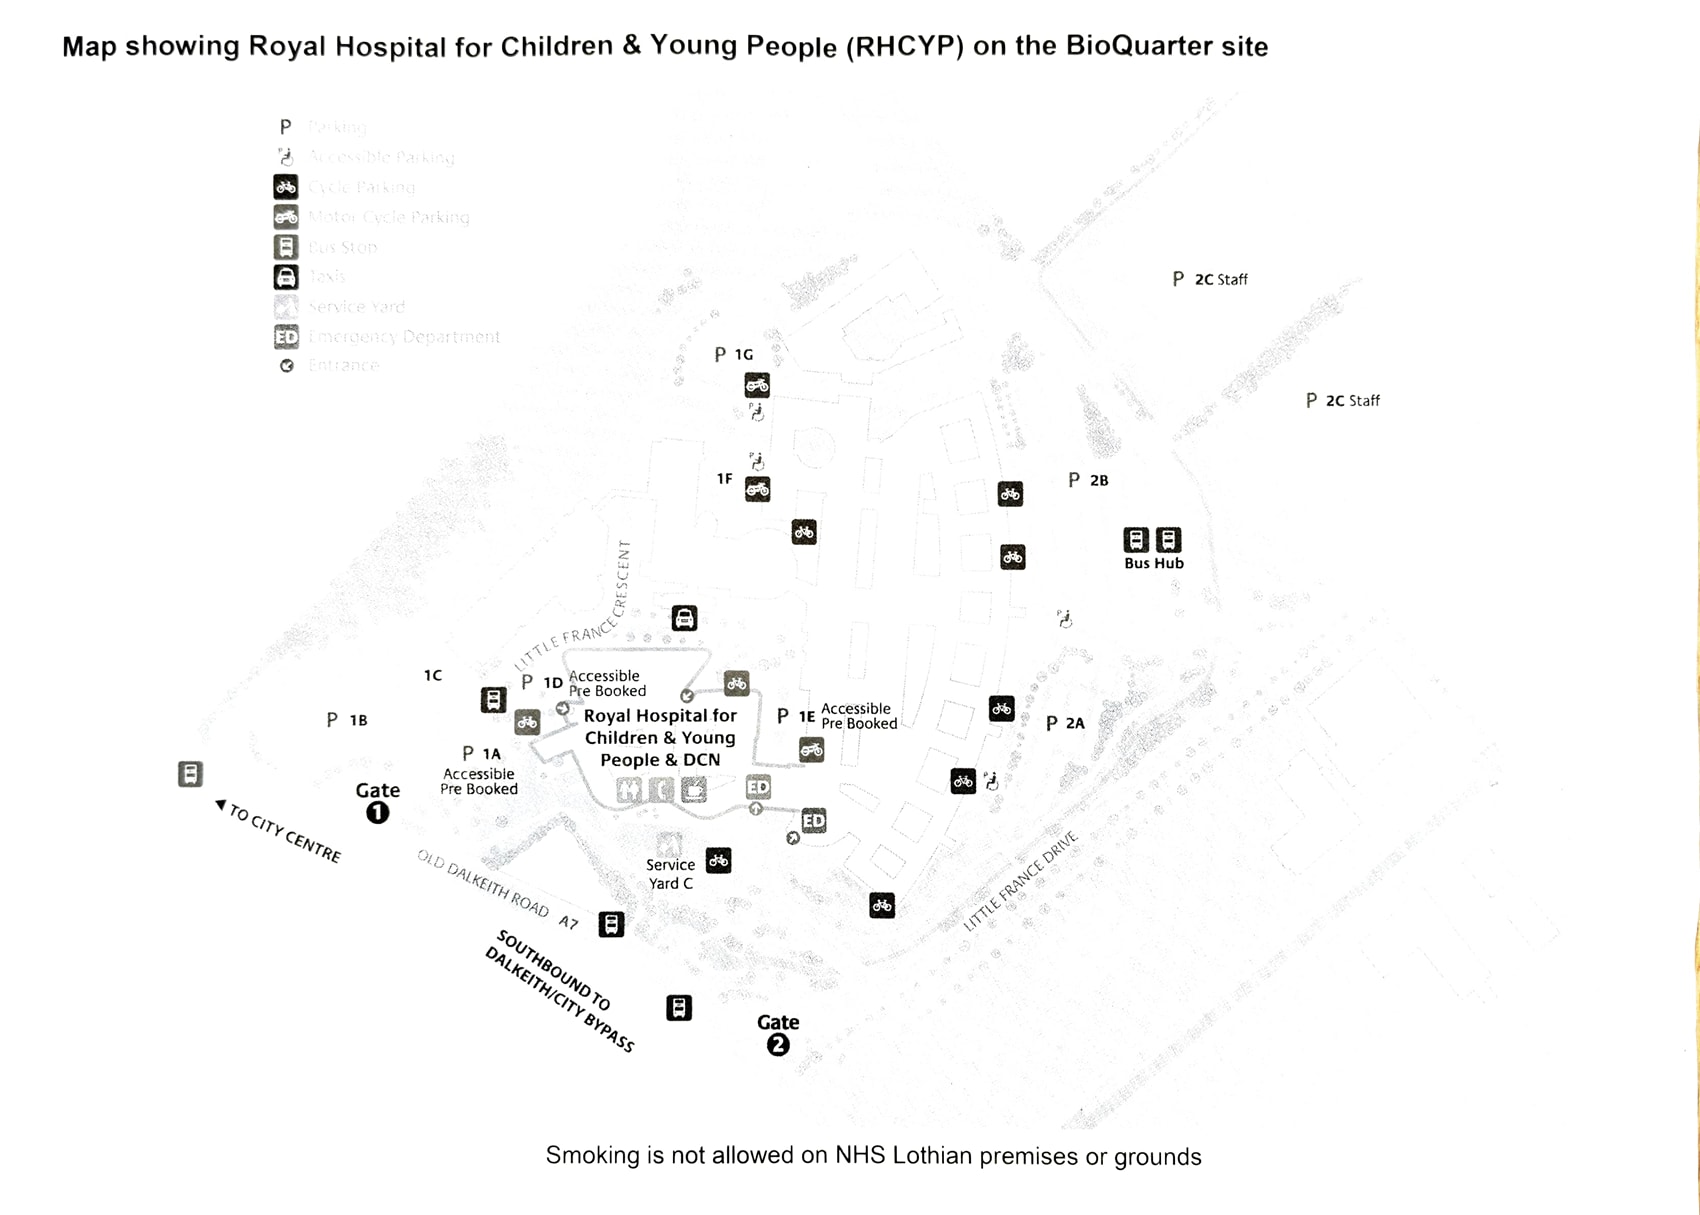 Map showing Royal Hospital for Children & Young People (RHCYP) on the BioQuarter site
P Parking
Accessible Parking
Cycle Parking
Motor Cycle Parking
Bus Stop
Taxis
Service Yard
ED Emergency Department
Entrance
P 2C Staff
P 1G
P 2C Staff
1F
P 2B
Bus Hub
LITTLE FRANCE CRESCENT
1C
P 1D Accessible
Pre Booked
P 1B
Royal Hospital for
Children & Young
People & DCN
P 1E Accessible
Pre Booked
P 2A
P 1A
Accessible
Pre Booked
Gate
1
ED
ED
TO CITY CENTRE
OLD DALKEITH ROAD A7
Service
Yard C
LITTLE FRANCE DRIVE
SOUTHBOUND TO
DALKEITH/CITY BYPASS
Gate
2
Smoking is not allowed on NHS Lothian premises or grounds